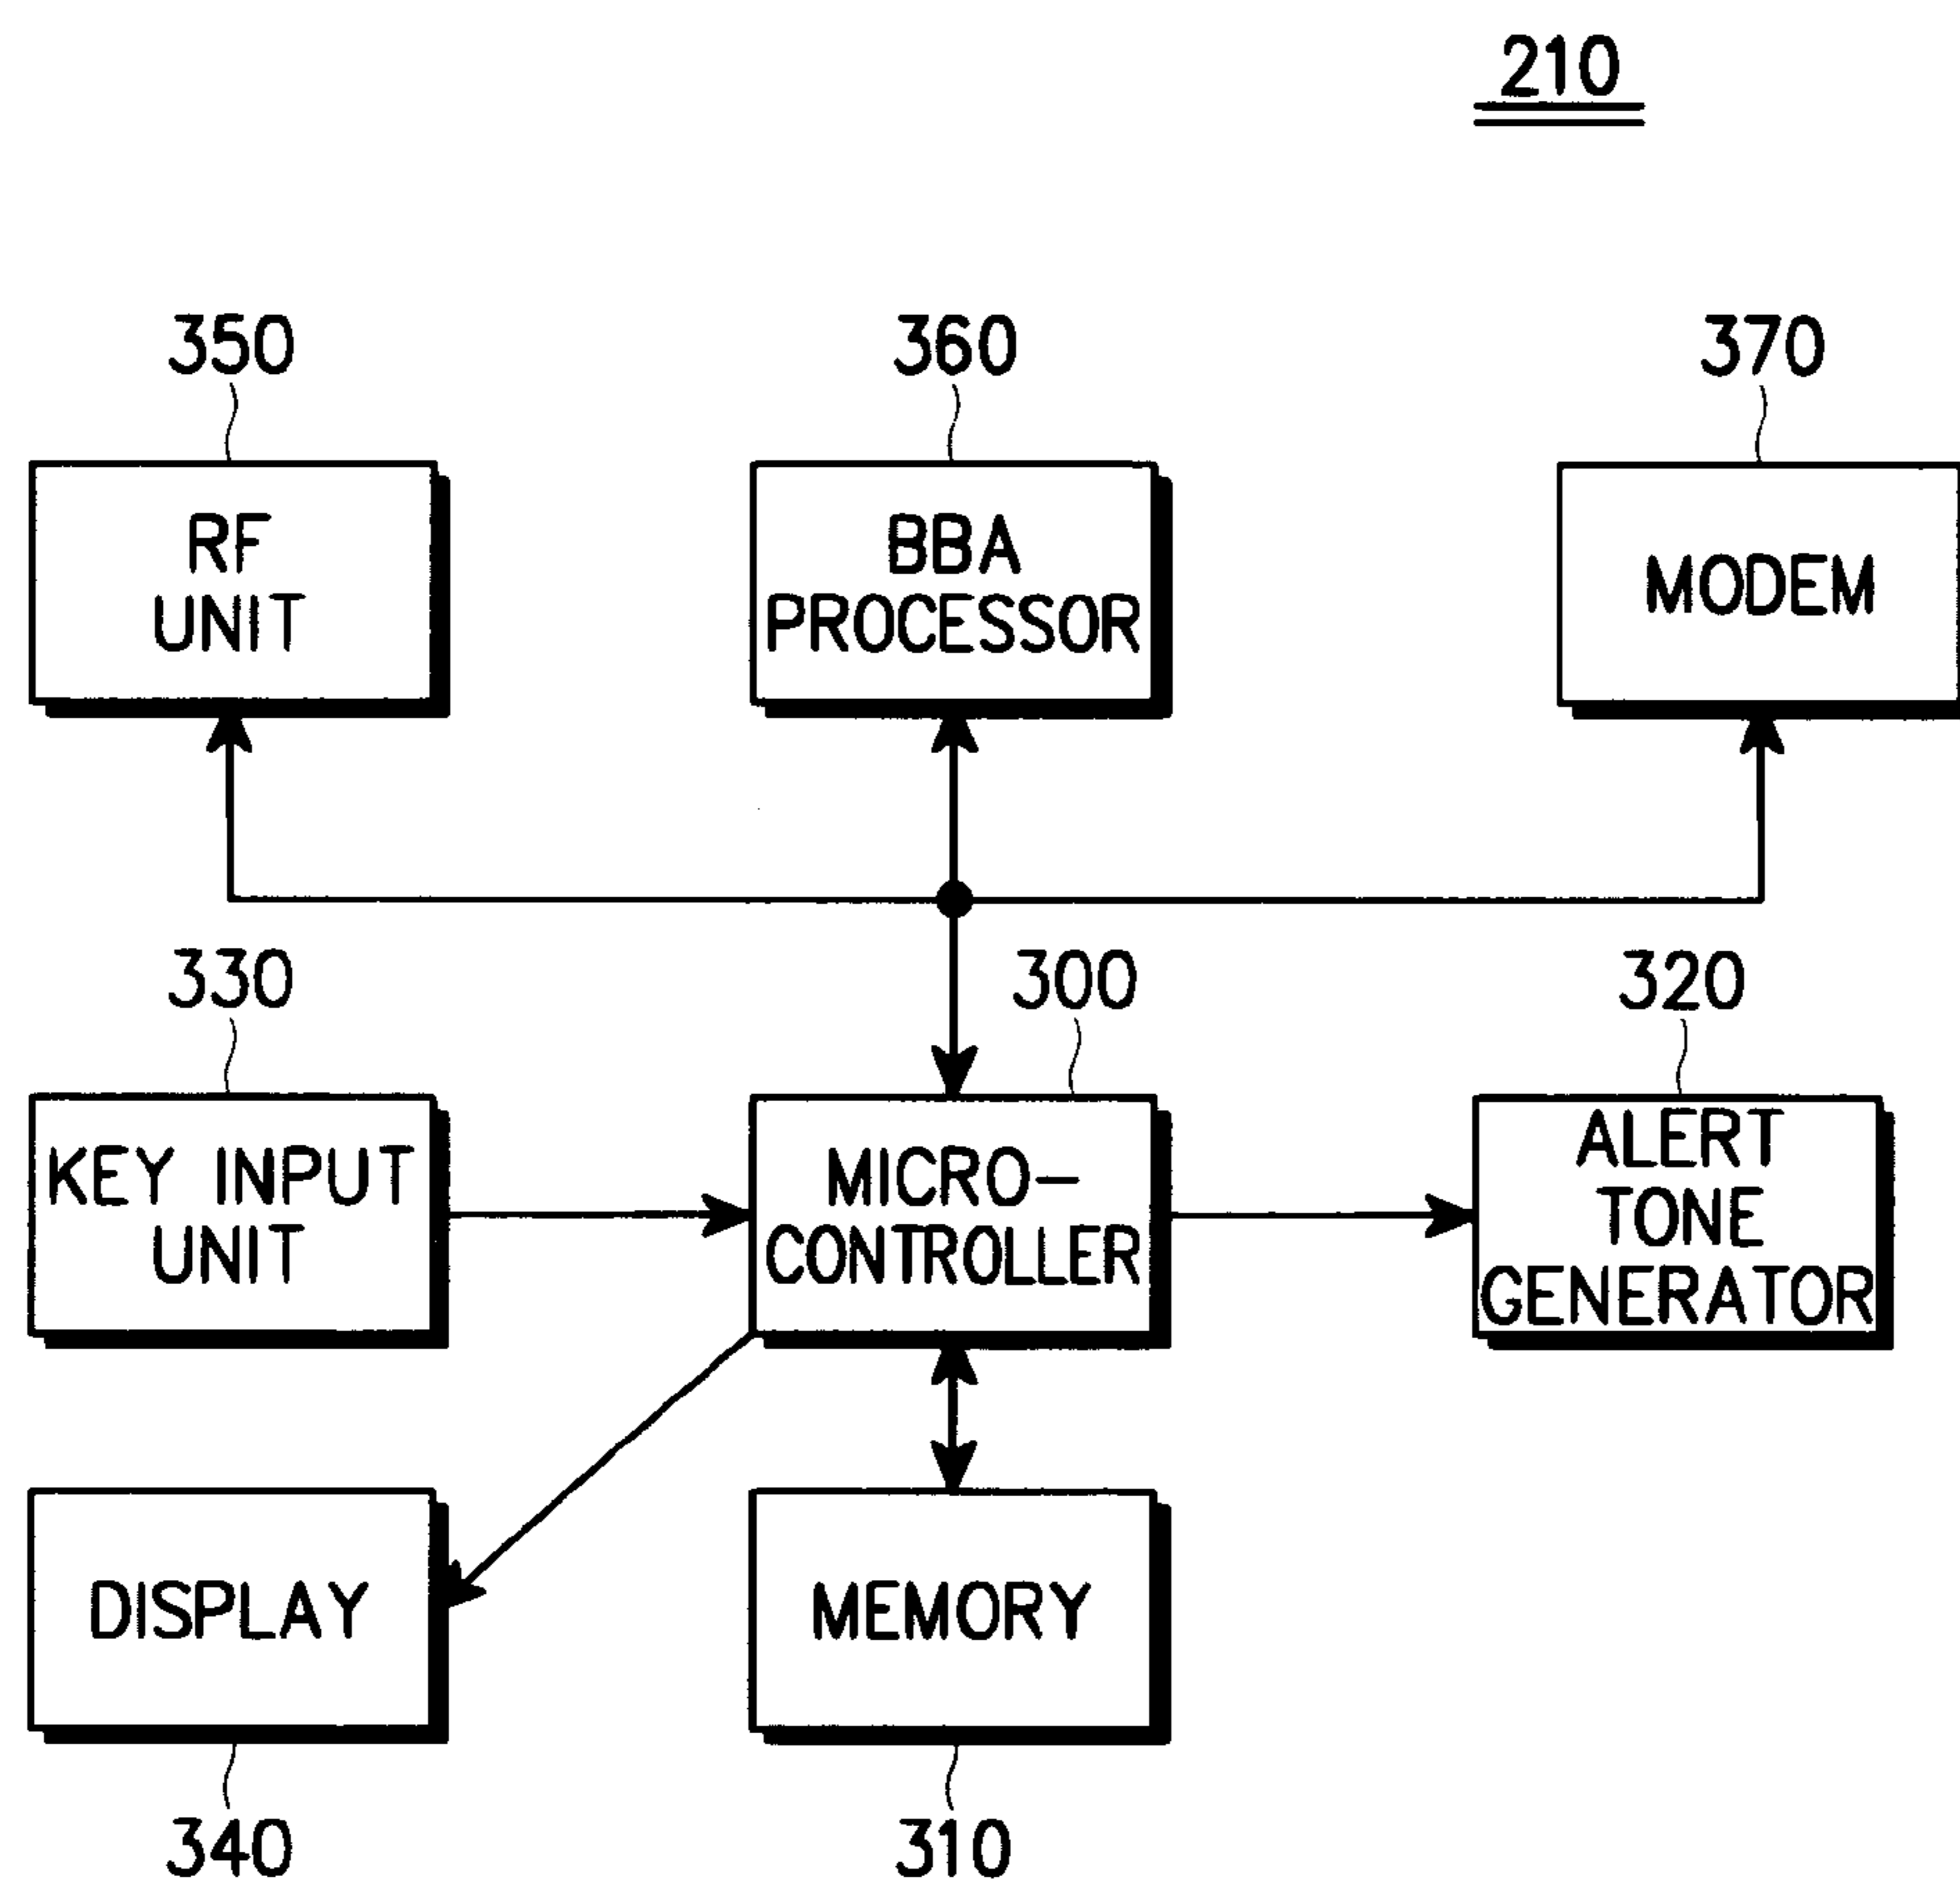 210
350
360
370
RF
UNIT
BBA
PROCESSOR
MODEM
330
300
320
KEY INPUT
UNIT
MICRO-
CONTROLLER
ALERT
TONE
GENERATOR
DISPLAY
MEMORY
340
310